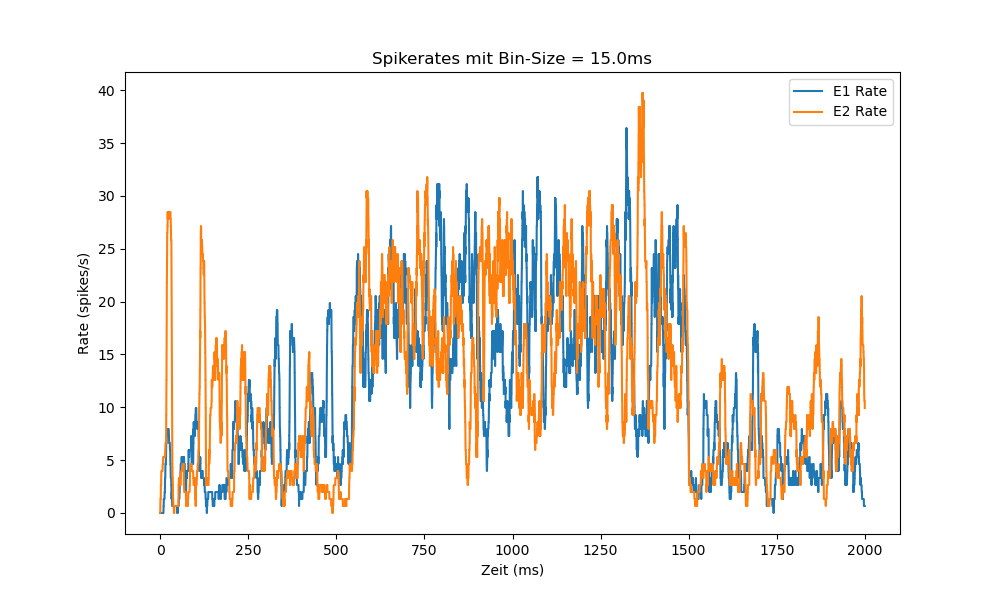 Spikerates mit Bin-Size = 15.0ms
E1 Rate
E2 Rate
40
35
30
25
20
15
10
5
0
Rate (spikes/s)
0 250 500 750 1000 1250 1500 1750 2000
Zeit (ms)